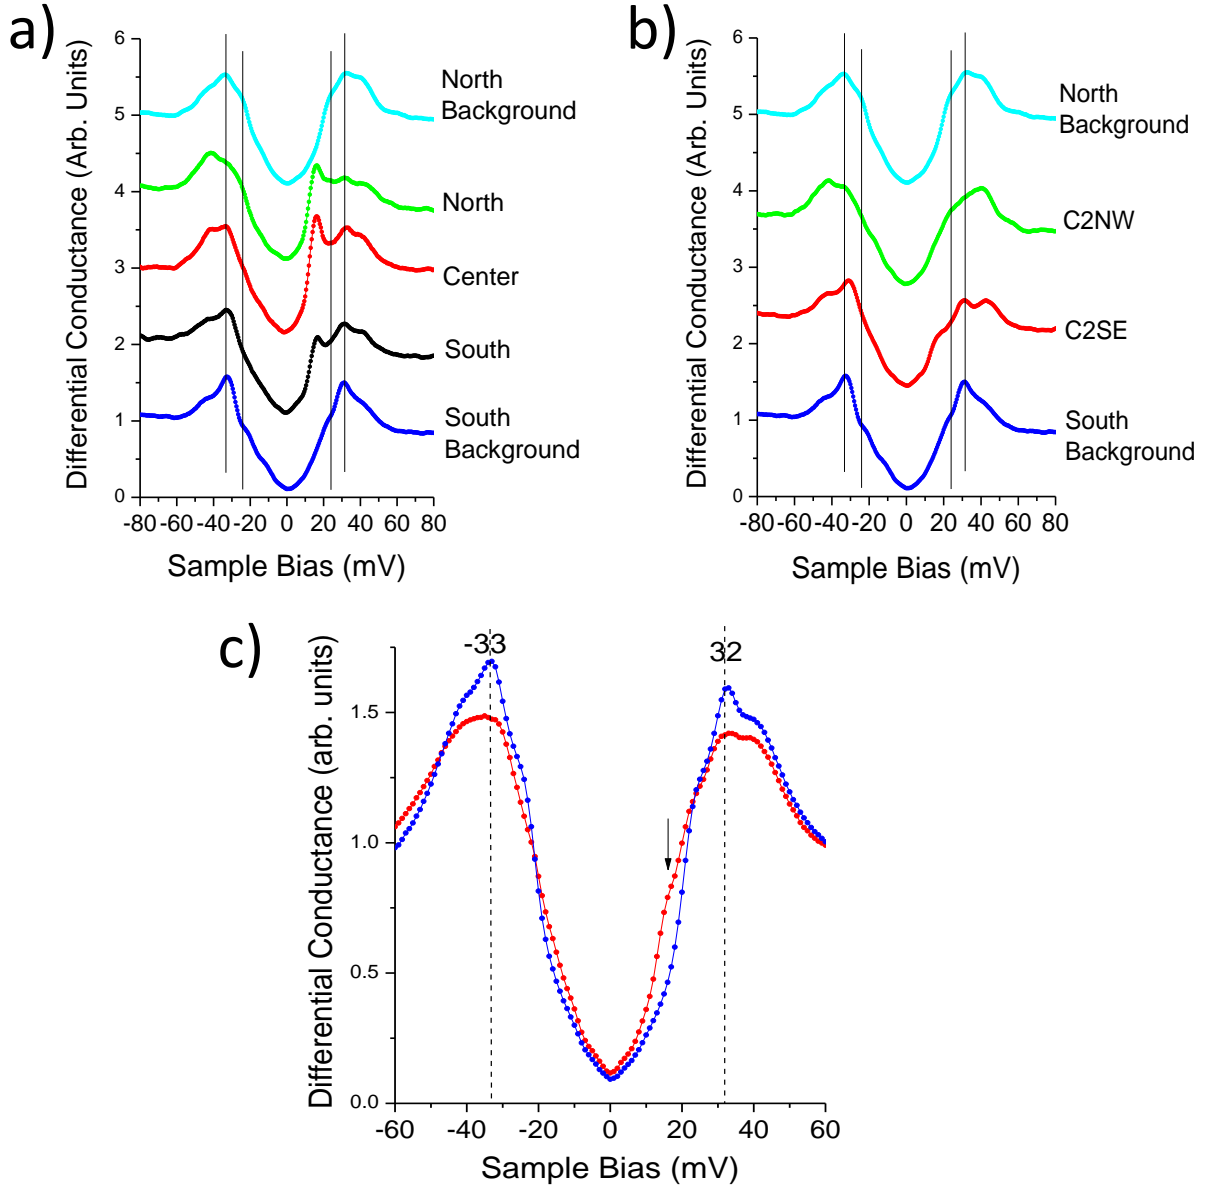 a)
Differential Conductance (Arb. Units)
6
5
4
3
2
1
0
-80 -60 -40 -20 0 20 40 60 80
Sample Bias (mV)
North
Background
North
Center
South
South
Background
b)
Differential Conductance (Arb. Units)
6
5
4
3
2
1
0
-80 -60 -40 -20 0 20 40 60 80
Sample Bias (mV)
North
Background
C2NW
C2SE
South
Background
c)
Differential Conductance (arb. units)
-33
32
1.5
1.0
0.5
0.0
-60 -40 -20 0 20 40 60
Sample Bias (mV)